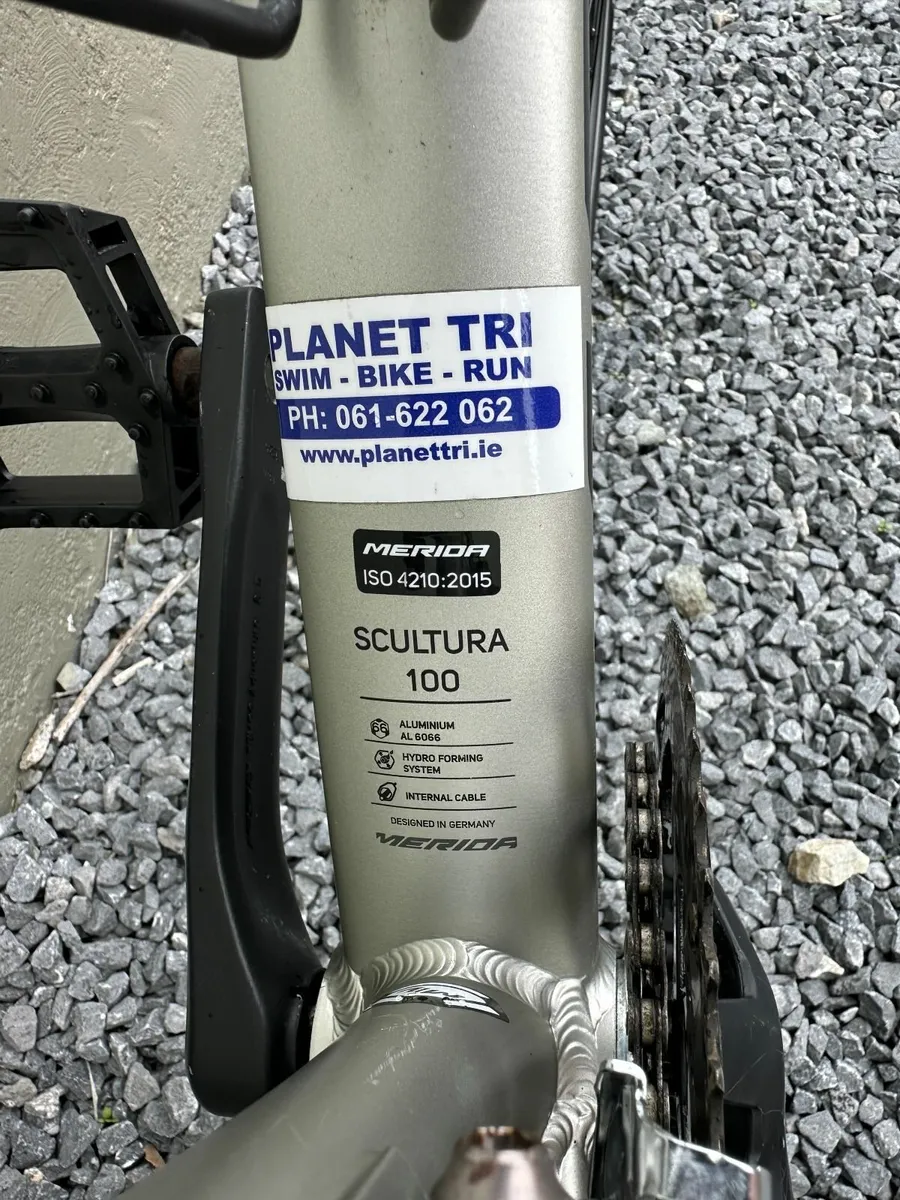 PLANET TRI
SWIM - BIKE - RUN
PH: 061-622 062
www.planettri.ie
MERIDA
ISO 4210:2015
SCULTURA
100
66
ALUMINIUM
AL 6066
HYDRO FORMING
SYSTEM
INTERNAL CABLE
DESIGNED IN GERMANY
MERIDA